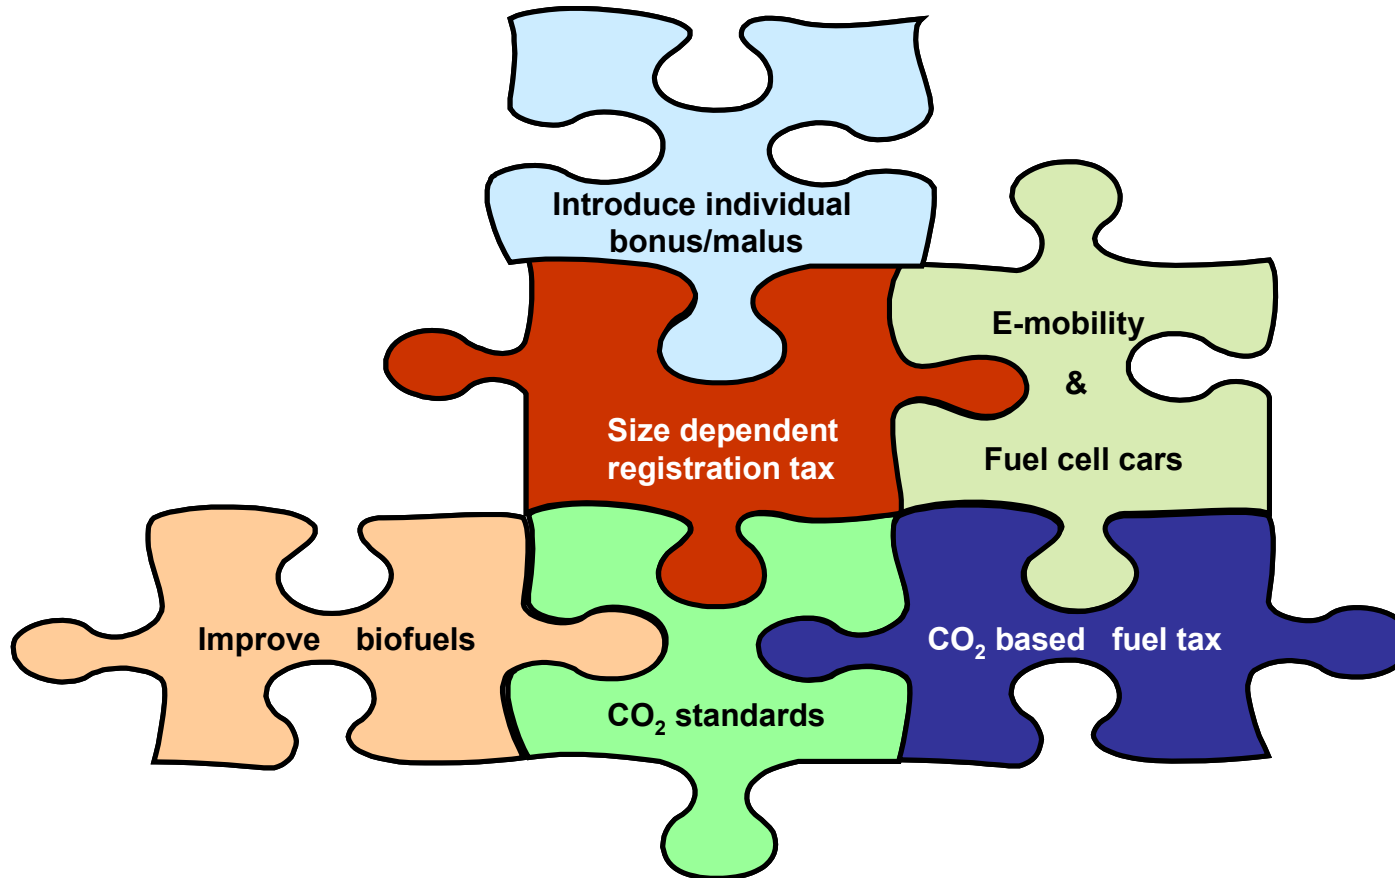 Introduce individual
bonus/malus
E-mobility
&
Fuel cell cars
Size dependent
registration tax
Improve biofuels
CO₂ based fuel tax
CO₂ standards